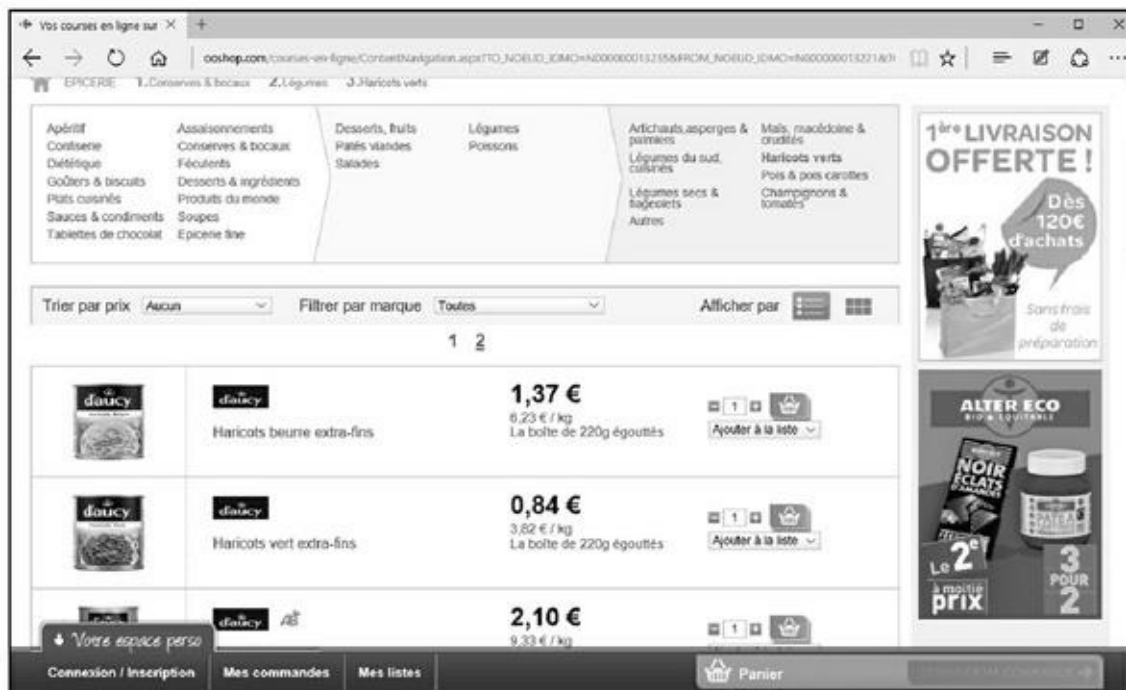 Vos courses en ligne sur
ooshop.com/courses-en-ligne/ContentNavigation.aspx?TO_NOEUD_IDMO=N000000013235&FROM_NOEUD_IDMO=N000000013221&
EPICERIE 1.Conserves & bocaux 2.Légumes 3.Haricots verts
Apéritif
Confiserie
Diététique
Goûters & biscuits
Plats cuisinés
Sauces & condiments
Tablettes de chocolat
Assaisonnements
Conserves & bocaux
Féculents
Desserts & ingrédients
Produits du monde
Soupes
Epicerie fine
Desserts, fruits
Patés viandes
Salades
Légumes
Poissons
Artichauts,asperges &
palmiers
Légumes du sud,
cuisinés
Légumes secs &
flageolets
Autres
Maïs, macédoine &
crudités
Haricots verts
Pois & pois carottes
Champignons &
tomates
1ère LIVRAISON
OFFERTE !
Dès
120€
d'achats
Sans frais
de
préparation
Trier par prix Aucun Filtrer par marque Toutes Afficher par
1 2
d'aucy
d'aucy
Haricots beurre extra-fins
1,37 €
6,23 € / kg
La boîte de 220g égouttés
1
Ajouter à la liste
d'aucy
d'aucy
Haricots vert extra-fins
0,84 €
3,82 € / kg
La boîte de 220g égouttés
1
Ajouter à la liste
d'aucy AB
2,10 €
9,33 € / kg
1
ALTER ECO
BIO & EQUITABLE
NOIR
ECLATS
D'AMANDES
Le 2e
à moitié
prix
3
POUR
2
Votre espace perso
Connexion / Inscription Mes commandes Mes listes Panier